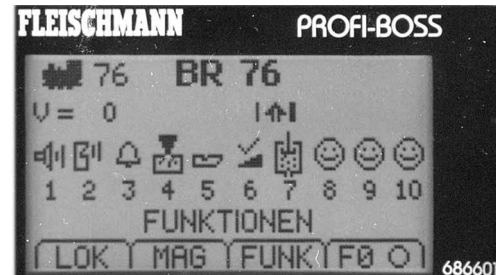 FLEISCHMANN PROFI-BOSS
76 BR 76
V = 0
1 2 3 4 5 6 7 8 9 10
FUNKTIONEN
LOK MAG FUNK F0
686601